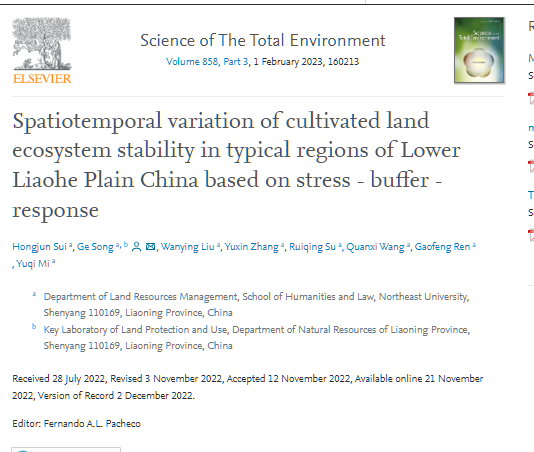 ELSEVIER
Science of The Total Environment
Volume 858, Part 3, 1 February 2023, 160213
Spatiotemporal variation of cultivated land
ecosystem stability in typical regions of Lower
Liaohe Plain China based on stress - buffer -
response
Hongjun Sui a, Ge Song a, b, Wanying Liu a, Yuxin Zhang a, Ruiqing Su a, Quanxi Wang a, Gaofeng Ren a
, Yuqi Mi a
a Department of Land Resources Management, School of Humanities and Law, Northeast University,
Shenyang 110169, Liaoning Province, China
b Key Laboratory of Land Protection and Use, Department of Natural Resources of Liaoning Province,
Shenyang 110169, Liaoning Province, China
Received 28 July 2022, Revised 3 November 2022, Accepted 12 November 2022, Available online 21 November
2022, Version of Record 2 December 2022.
Editor: Fernando A.L. Pacheco